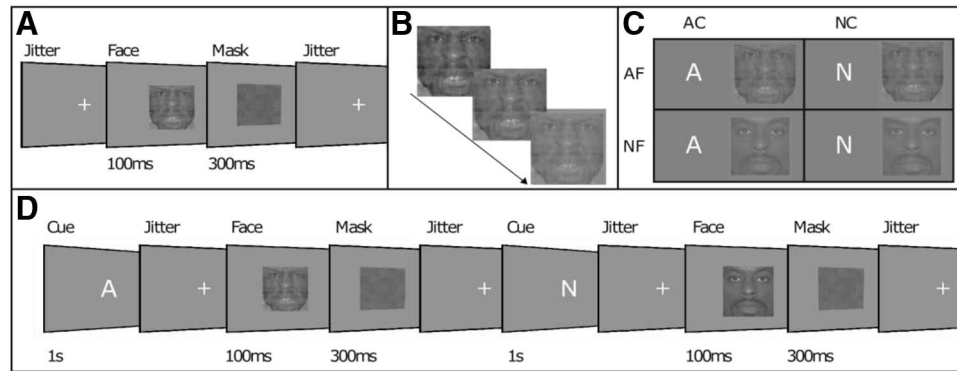 A
Jitter Face Mask Jitter
+ +
100ms 300ms
B
C
AC NC
AF A N
NF A N
D
Cue Jitter Face Mask Jitter Cue Jitter Face Mask Jitter
A + + N + +
1s 100ms 300ms 1s 100ms 300ms